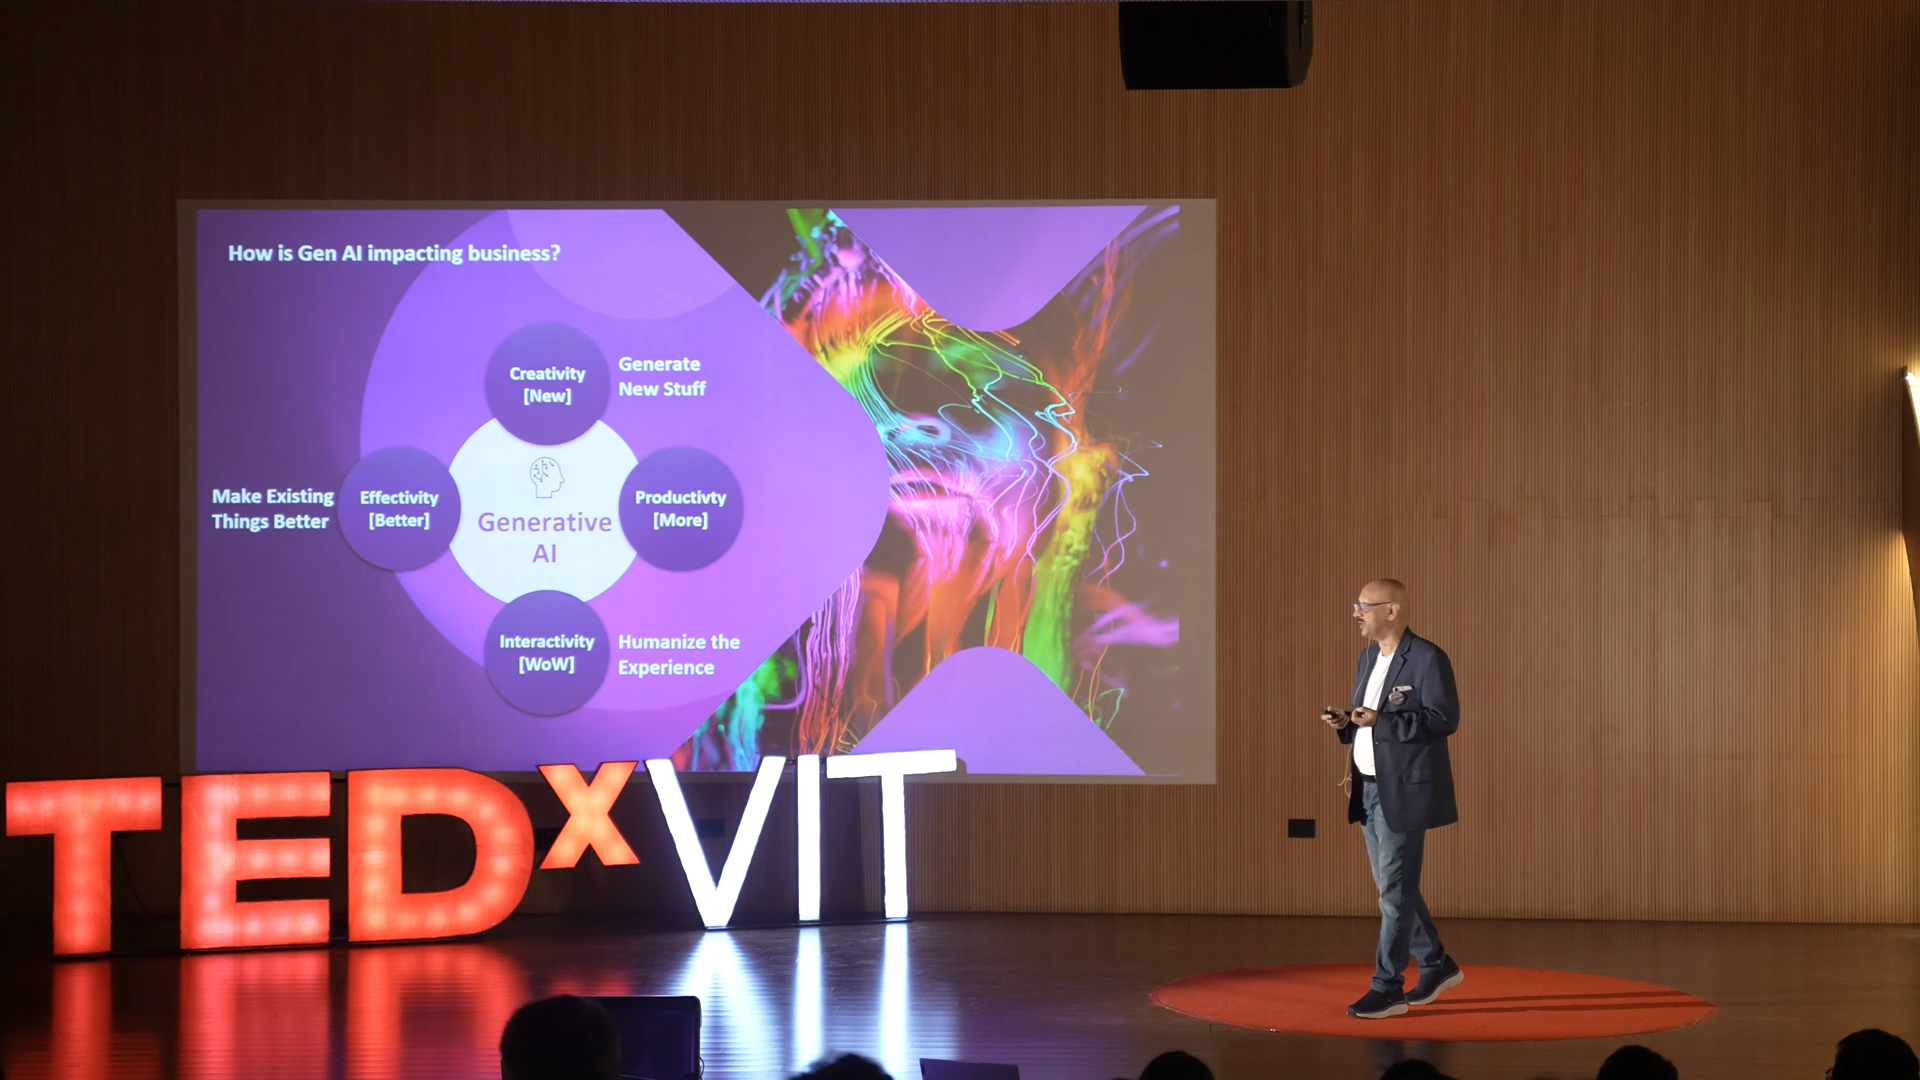 How is Gen AI impacting business?
Creativity
[New]
Generate
New Stuff
Make Existing
Things Better
Effectivity
[Better]
Generative
AI
Productivty
[More]
Interactivity
[WoW]
Humanize the
Experience
TEDxVIT